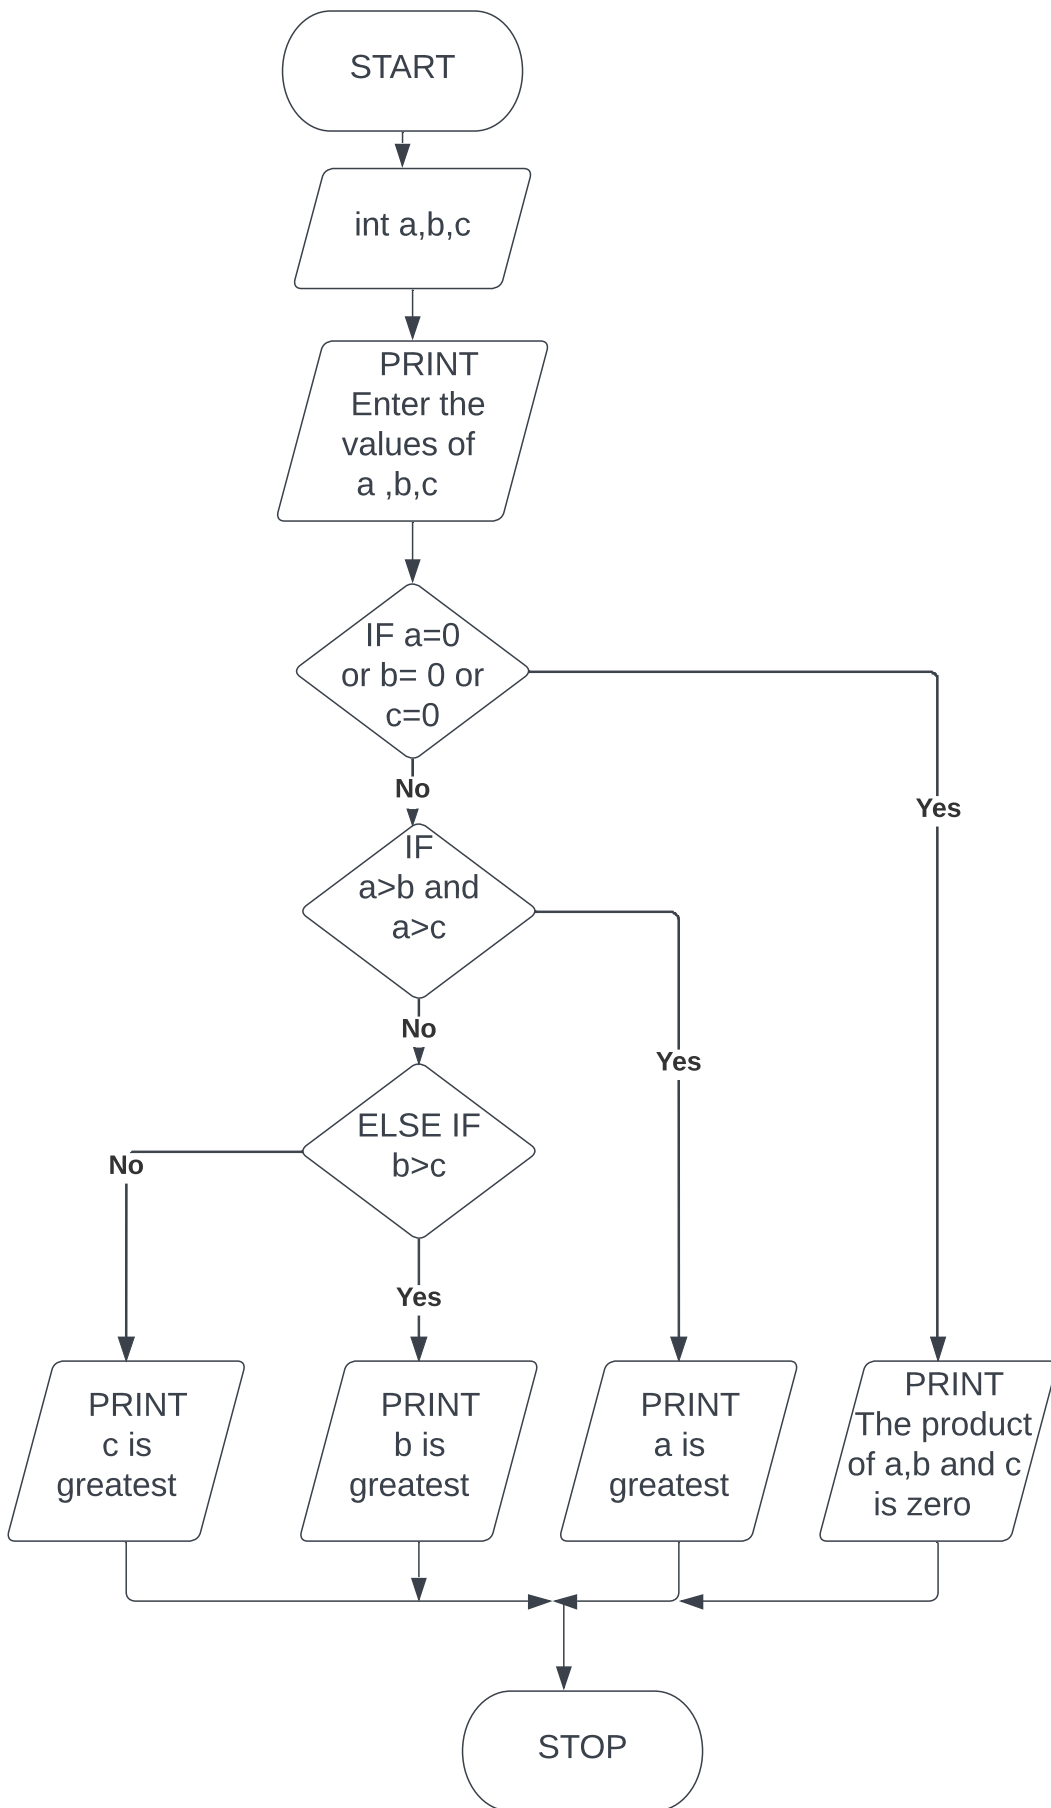 START
int a,b,c
PRINT
Enter the
values of
a ,b,c
IF a=0
or b= 0 or
c=0
No
Yes
IF
a>b and
a>c
No
Yes
ELSE IF
b>c
No
Yes
PRINT
c is
greatest
PRINT
b is
greatest
PRINT
a is
greatest
PRINT
The product
of a,b and c
is zero
STOP